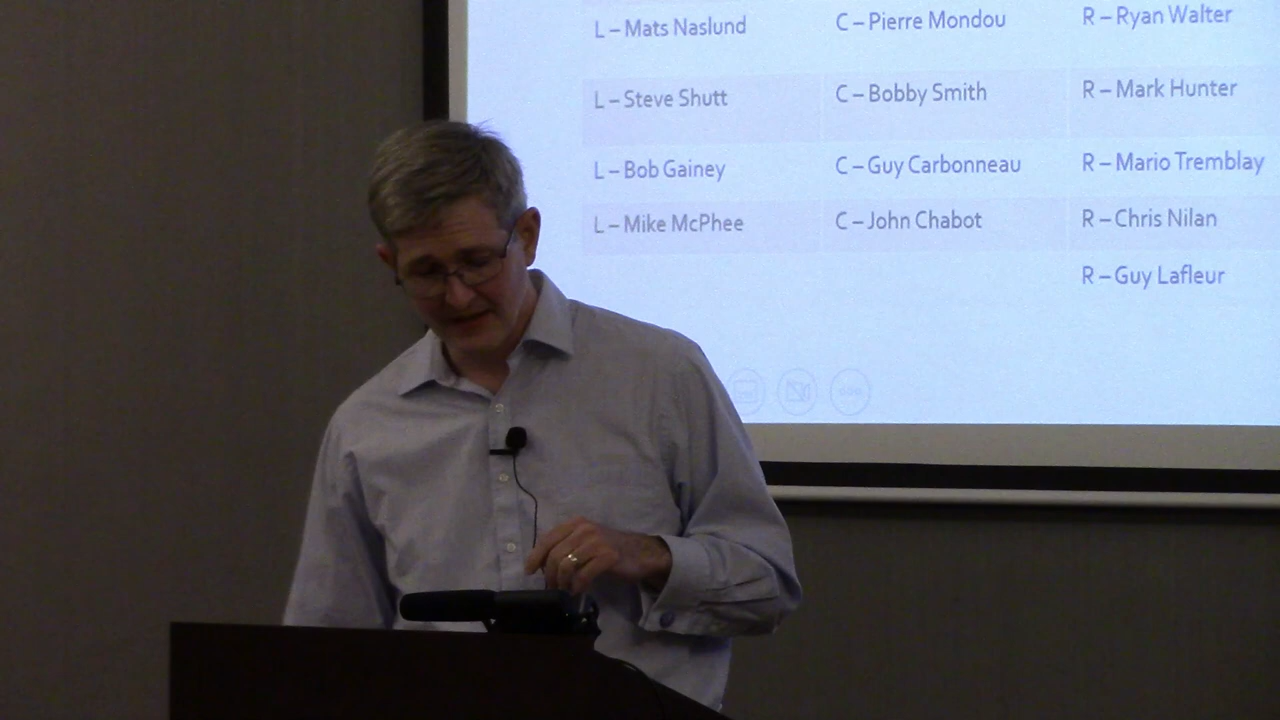 L – Mats Naslund C – Pierre Mondou R – Ryan Walter
L – Steve Shutt C – Bobby Smith R – Mark Hunter
L – Bob Gainey C – Guy Carbonneau R – Mario Tremblay
L – Mike McPhee C – John Chabot R – Chris Nilan
R – Guy Lafleur